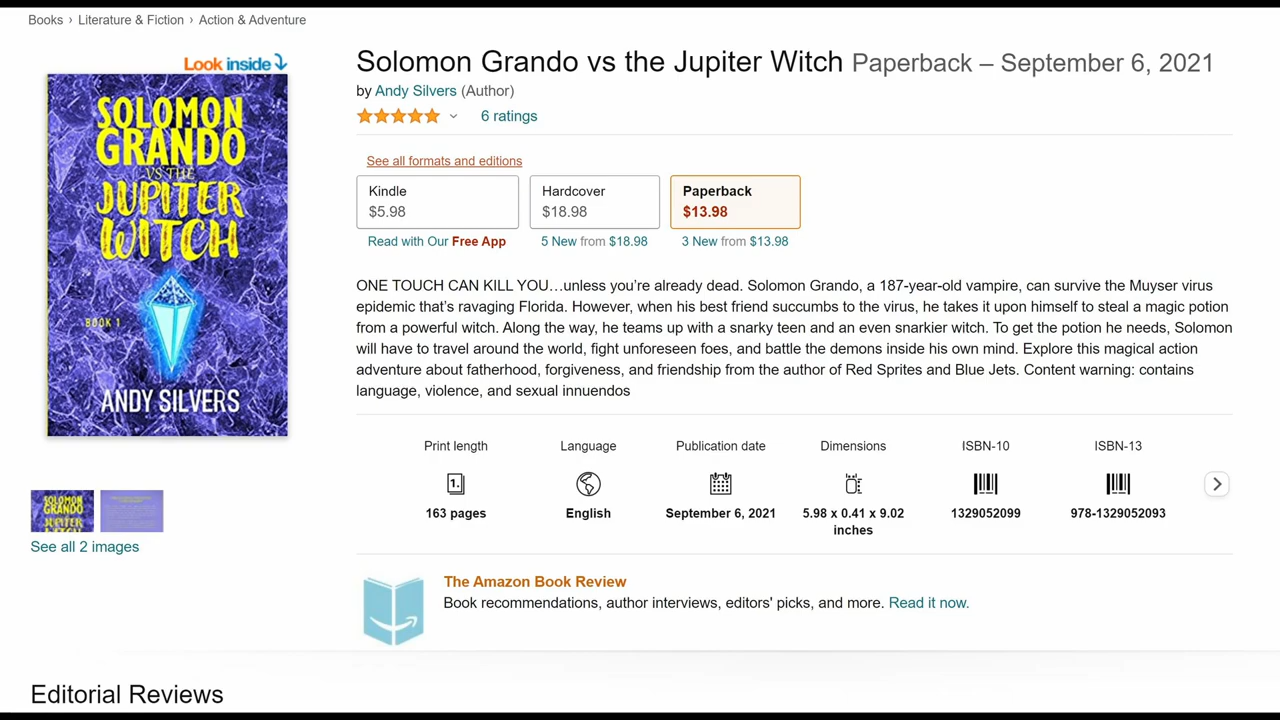 Books › Literature & Fiction › Action & Adventure
Look inside
SOLOMON
GRANDO
VS THE
JUPITER
WITCH
BOOK 1
ANDY SILVERS
SOLOMON
GRANDO
JUPITER
See all 2 images
Solomon Grando vs the Jupiter Witch Paperback – September 6, 2021
by Andy Silvers (Author)
6 ratings
See all formats and editions
Kindle
$5.98
Read with Our Free App
Hardcover
$18.98
5 New from $18.98
Paperback
$13.98
3 New from $13.98
ONE TOUCH CAN KILL YOU…unless you’re already dead. Solomon Grando, a 187-year-old vampire, can survive the Muyser virus
epidemic that’s ravaging Florida. However, when his best friend succumbs to the virus, he takes it upon himself to steal a magic potion
from a powerful witch. Along the way, he teams up with a snarky teen and an even snarkier witch. To get the potion he needs, Solomon
will have to travel around the world, fight unforeseen foes, and battle the demons inside his own mind. Explore this magical action
adventure about fatherhood, forgiveness, and friendship from the author of Red Sprites and Blue Jets. Content warning: contains
language, violence, and sexual innuendos
Print length
1.
163 pages
Language
English
Publication date
September 6, 2021
Dimensions
5.98 x 0.41 x 9.02
inches
ISBN-10
1329052099
ISBN-13
978-1329052093
The Amazon Book Review
Book recommendations, author interviews, editors' picks, and more. Read it now.
Editorial Reviews